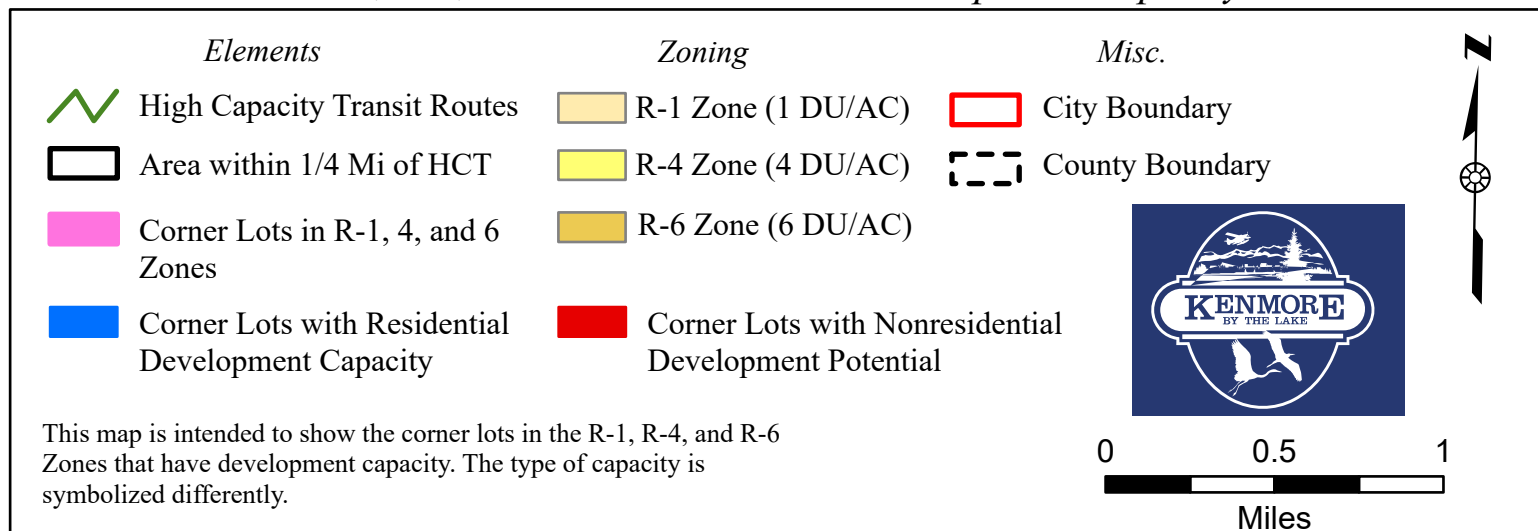 Elements
High Capacity Transit Routes
Area within 1/4 Mi of HCT
Corner Lots in R-1, 4, and 6
Zones
Corner Lots with Residential
Development Capacity
Zoning
R-1 Zone (1 DU/AC)
R-4 Zone (4 DU/AC)
R-6 Zone (6 DU/AC)
Corner Lots with Nonresidential
Development Potential
Misc.
City Boundary
County Boundary
N
KENMORE
BY THE LAKE
This map is intended to show the corner lots in the R-1, R-4, and R-6
Zones that have development capacity. The type of capacity is
symbolized differently.
0 0.5 1
Miles